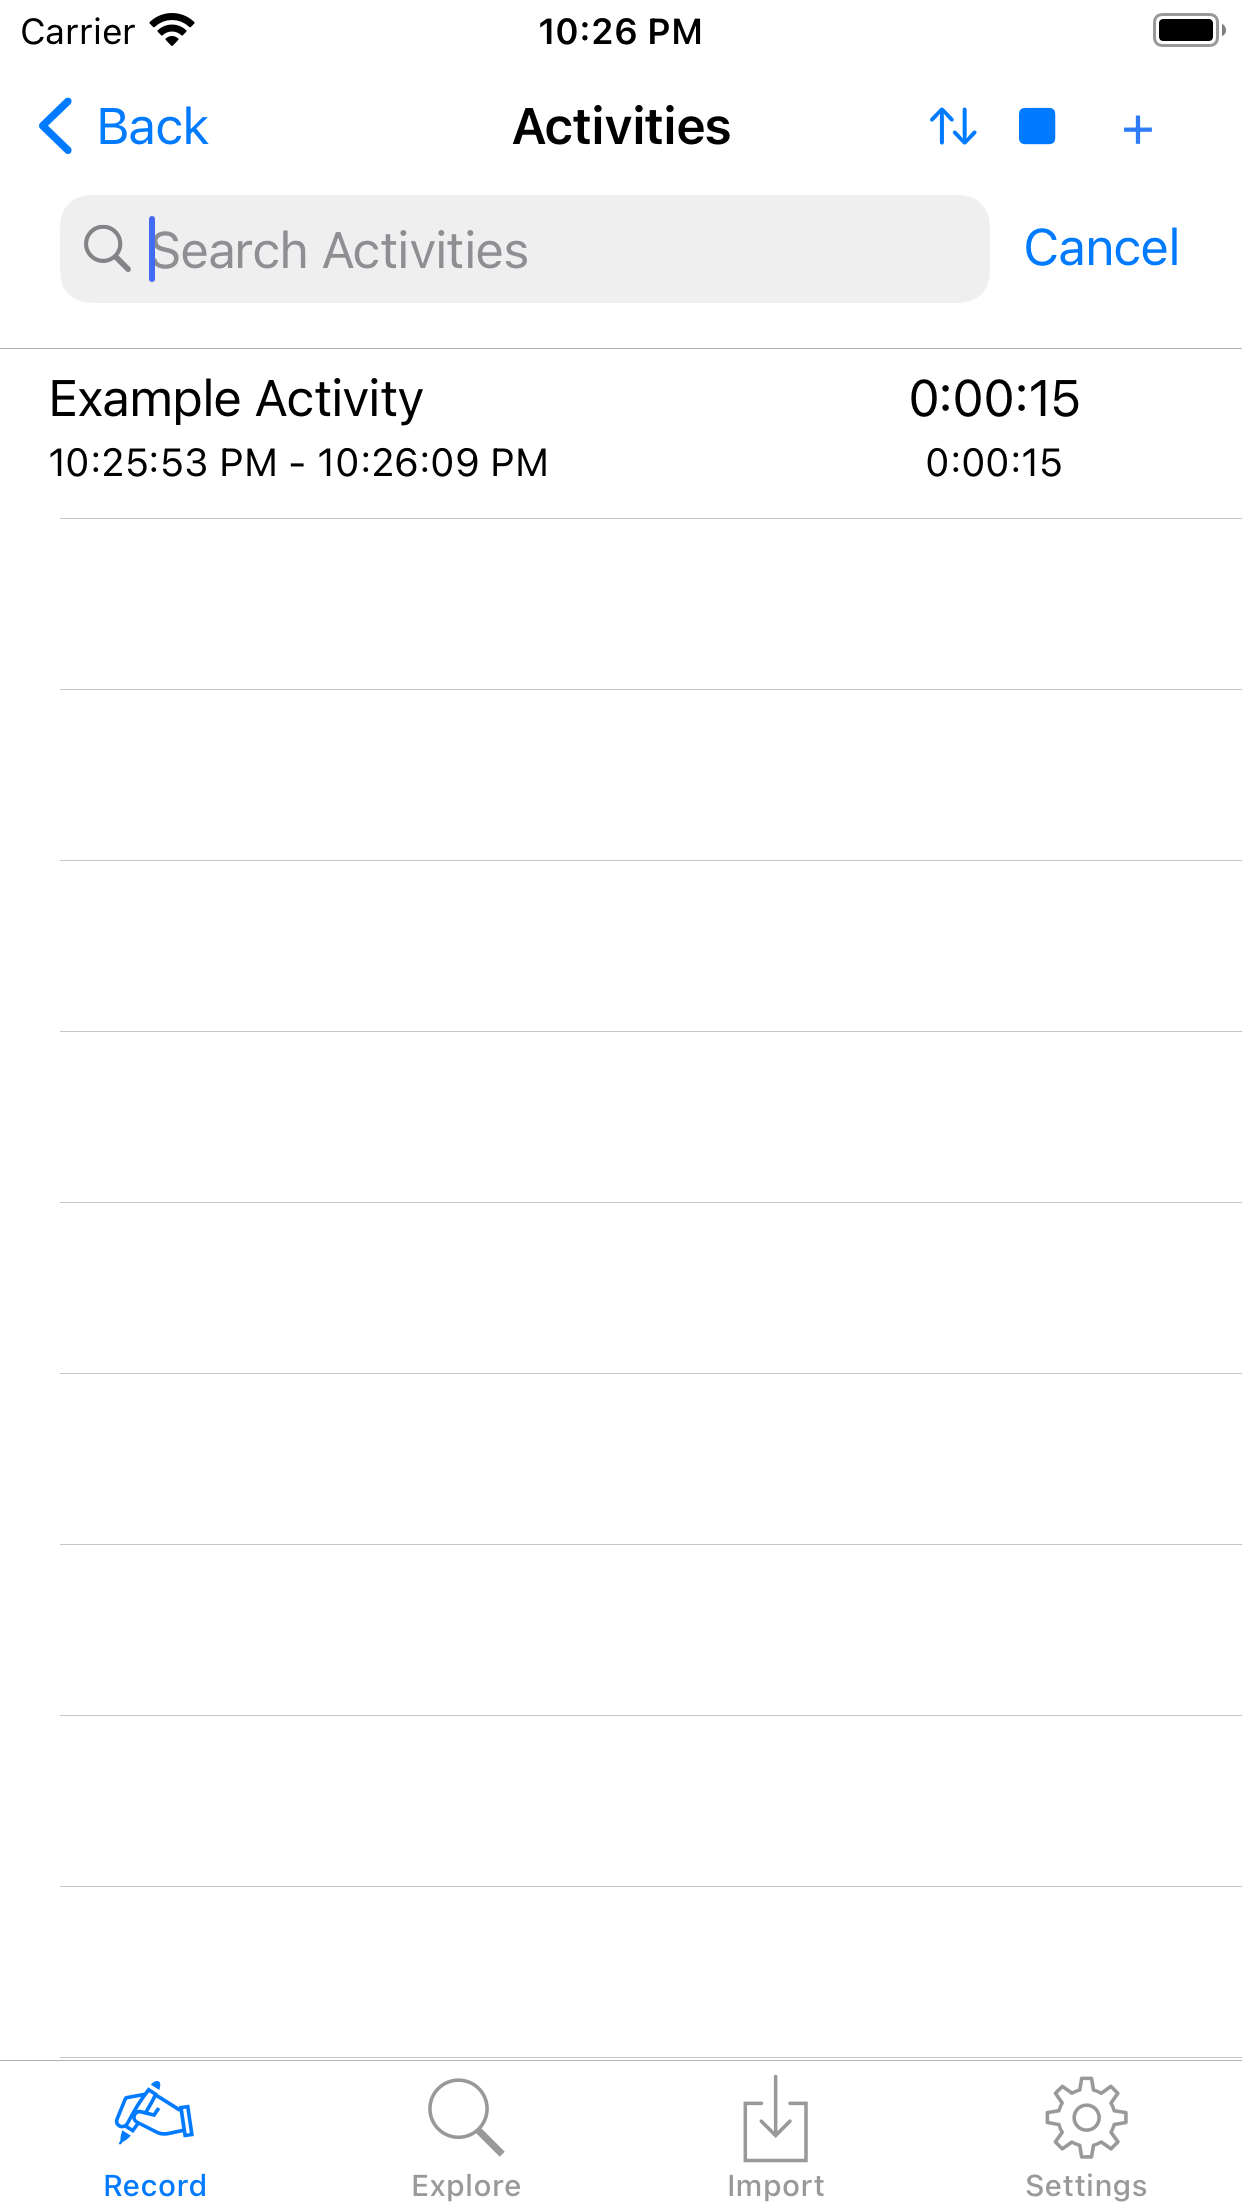 Carrier 10:26 PM
Back Activities +
Search Activities Cancel
Example Activity 0:00:15
10:25:53 PM - 10:26:09 PM 0:00:15
Record Explore Import Settings